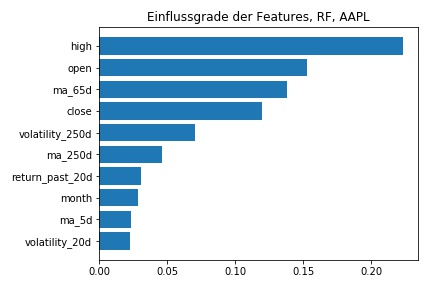 Einflussgrade der Features, RF, AAPL
high
open
ma_65d
close
volatility_250d
ma_250d
return_past_20d
month
ma_5d
volatility_20d
0.00 0.05 0.10 0.15 0.20